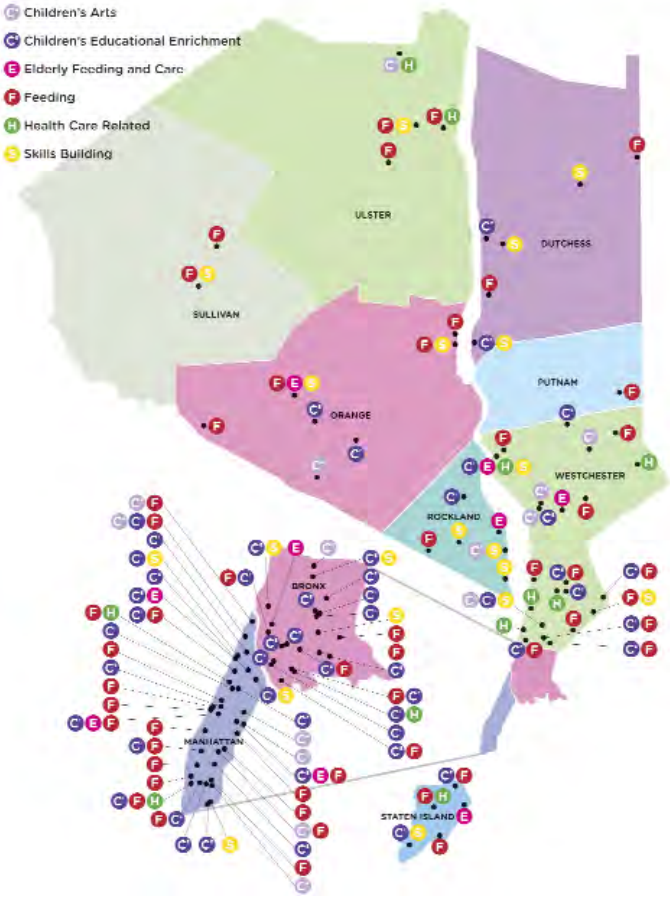 C' Children's Arts
C' Children's Educational Enrichment
E Elderly Feeding and Care
F Feeding
H Health Care Related
S Skills Building
C' H
F S F H
F
F
S
ULSTER
C'
S
DUTCHESS
F
F S
F
SULLIVAN
F
F S
C' S
F E S
PUTNAM
F
C'
ORANGE
C'
F
C'
F
C'
F
C'
C' E H S
WESTCHESTER
H
C'
C'
E
C' C'
F
ROCKLAND
E
S
F
C' S
S
F
C' F
C'
H
H
C' C' S
F
H
C' F
C' F
F S
C' F
C' F
C' F
C' C' F
C'
C' S
C'
C' E
C' F
F H
C'
F
C'
F
F
C' E F
F
C' F
F
F
C' F H
F C'
C' C' S
C' S E C'
F C'
BRONX
C'
C' S
C'
C'
C' S
F
F
C'
C'
C'
C'
C' F
C' S
F C'
C' H
C'
C' F
MANHATTAN
C'
C'
C'
C' E F
F
F
C' F
C'
F
C'
C' F
F H
STATEN ISLAND
E
C' S
F